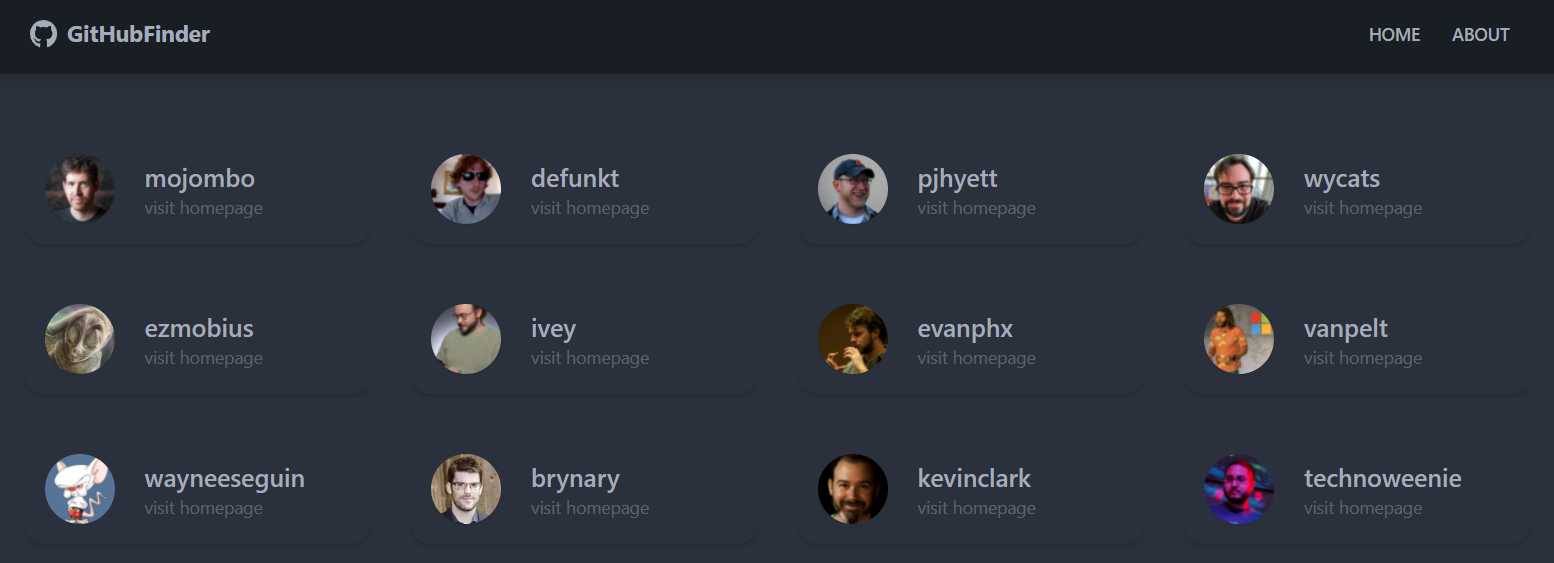 GitHubFinder
HOME
ABOUT
mojombo
visit homepage
defunkt
visit homepage
pjhyett
visit homepage
wycats
visit homepage
ezmobius
visit homepage
ivey
visit homepage
evanphx
visit homepage
vanpelt
visit homepage
wayneeseguin
visit homepage
brynary
visit homepage
kevinclark
visit homepage
technoweenie
visit homepage